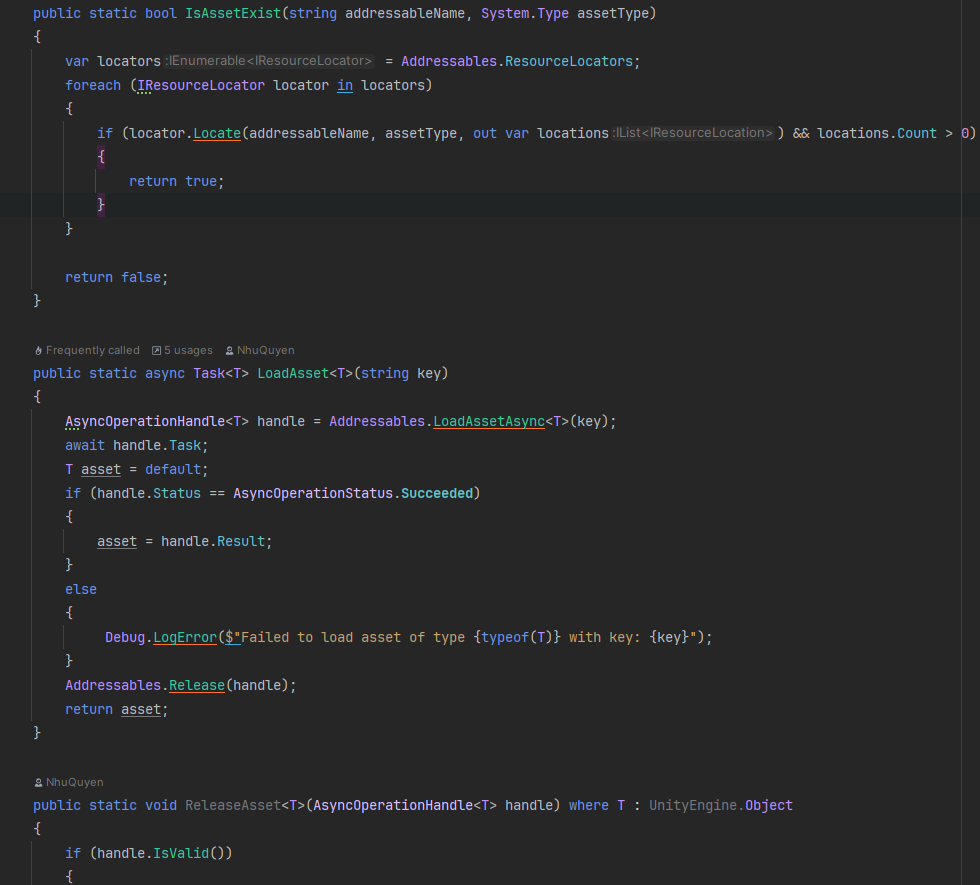 public static bool IsAssetExist(string addressableName, System.Type assetType)
{
var locators :IEnumerable<IResourceLocator> = Addressables.ResourceLocators;
foreach (IResourceLocator locator in locators)
{
if (locator.Locate(addressableName, assetType, out var locations :IList<IResourceLocation> ) && locations.Count > 0)
{
return true;
}
}
return false;
}
Frequently called 5 usages NhuQuyen
public static async Task<T> LoadAsset<T>(string key)
{
AsyncOperationHandle<T> handle = Addressables.LoadAssetAsync<T>(key);
await handle.Task;
T asset = default;
if (handle.Status == AsyncOperationStatus.Succeeded)
{
asset = handle.Result;
}
else
{
Debug.LogError($"Failed to load asset of type {typeof(T)} with key: {key}");
}
Addressables.Release(handle);
return asset;
}
NhuQuyen
public static void ReleaseAsset<T>(AsyncOperationHandle<T> handle) where T : UnityEngine.Object
{
if (handle.IsValid())
{